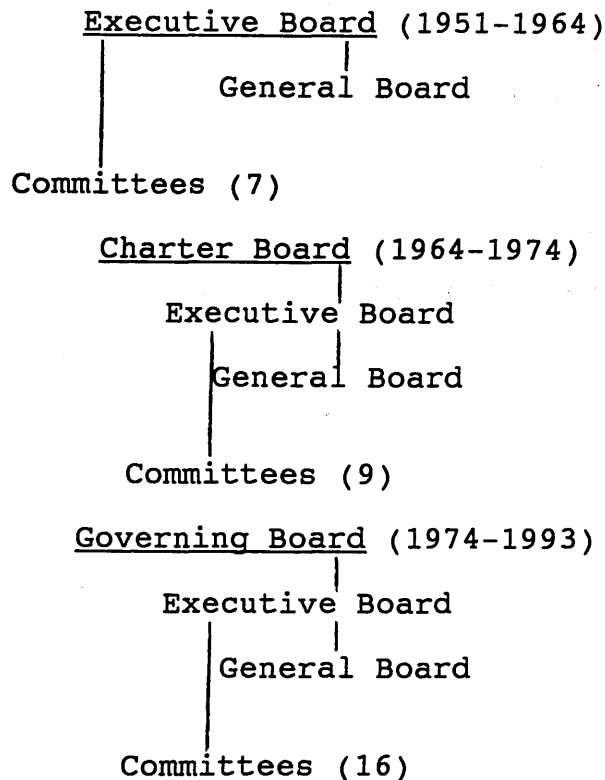 Executive Board (1951-1964)
General Board
Committees (7)
Charter Board (1964-1974)
Executive Board
General Board
Committees (9)
Governing Board (1974-1993)
Executive Board
General Board
Committees (16)